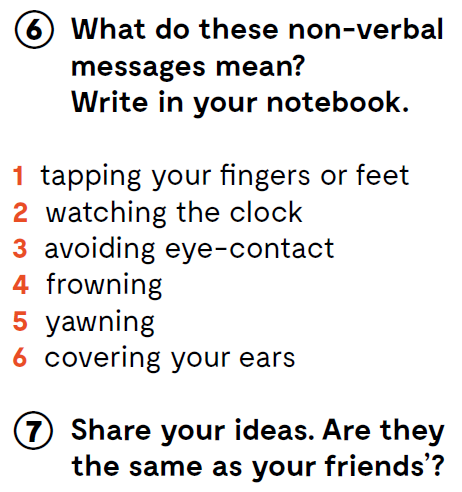 6 What do these non-verbal
messages mean?
Write in your notebook.
1 tapping your fingers or feet
2 watching the clock
3 avoiding eye-contact
4 frowning
5 yawning
6 covering your ears
7 Share your ideas. Are they
the same as your friends’?